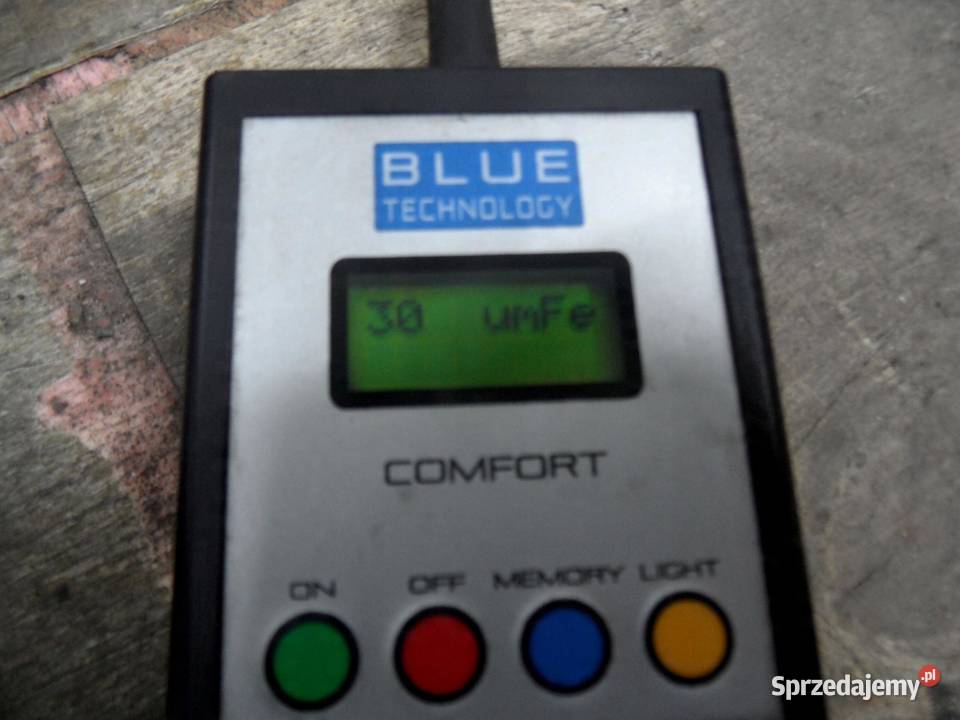 BLUE
TECHNOLOGY
30 umFe
COMFORT
ON OFF MEMORY LIGHT
Sprzedajemy.pl